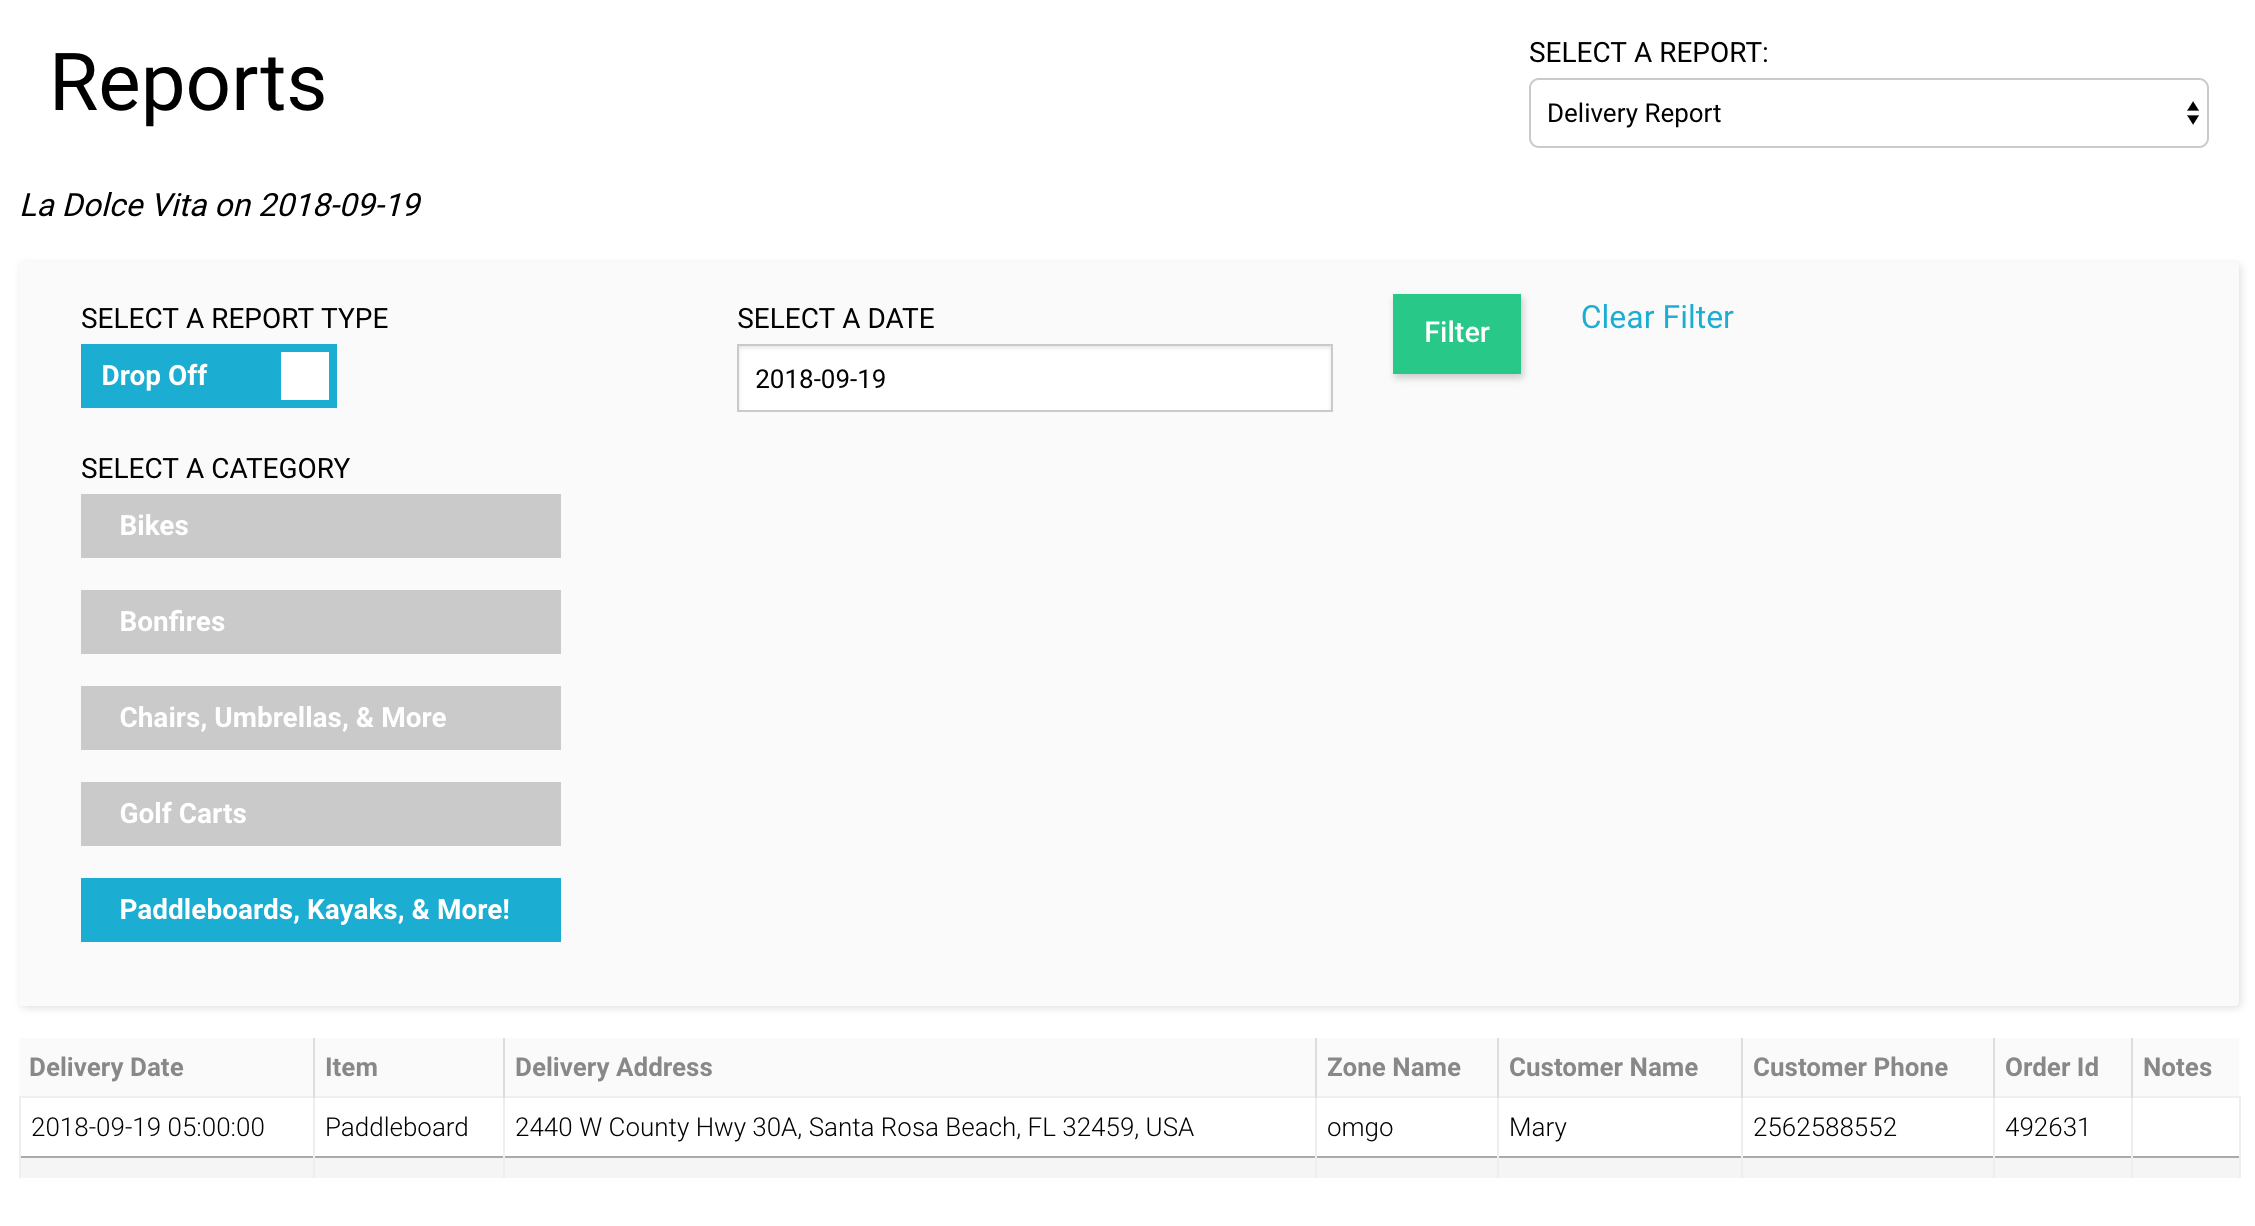 Reports
SELECT A REPORT:
Delivery Report
La Dolce Vita on 2018-09-19
SELECT A REPORT TYPE
Drop Off
SELECT A DATE
2018-09-19
Filter
Clear Filter
SELECT A CATEGORY
Bikes
Bonfires
Chairs, Umbrellas, & More
Golf Carts
Paddleboards, Kayaks, & More!
Delivery Date Item Delivery Address Zone Name Customer Name Customer Phone Order Id Notes
2018-09-19 05:00:00 Paddleboard 2440 W County Hwy 30A, Santa Rosa Beach, FL 32459, USA omgo Mary 2562588552 492631